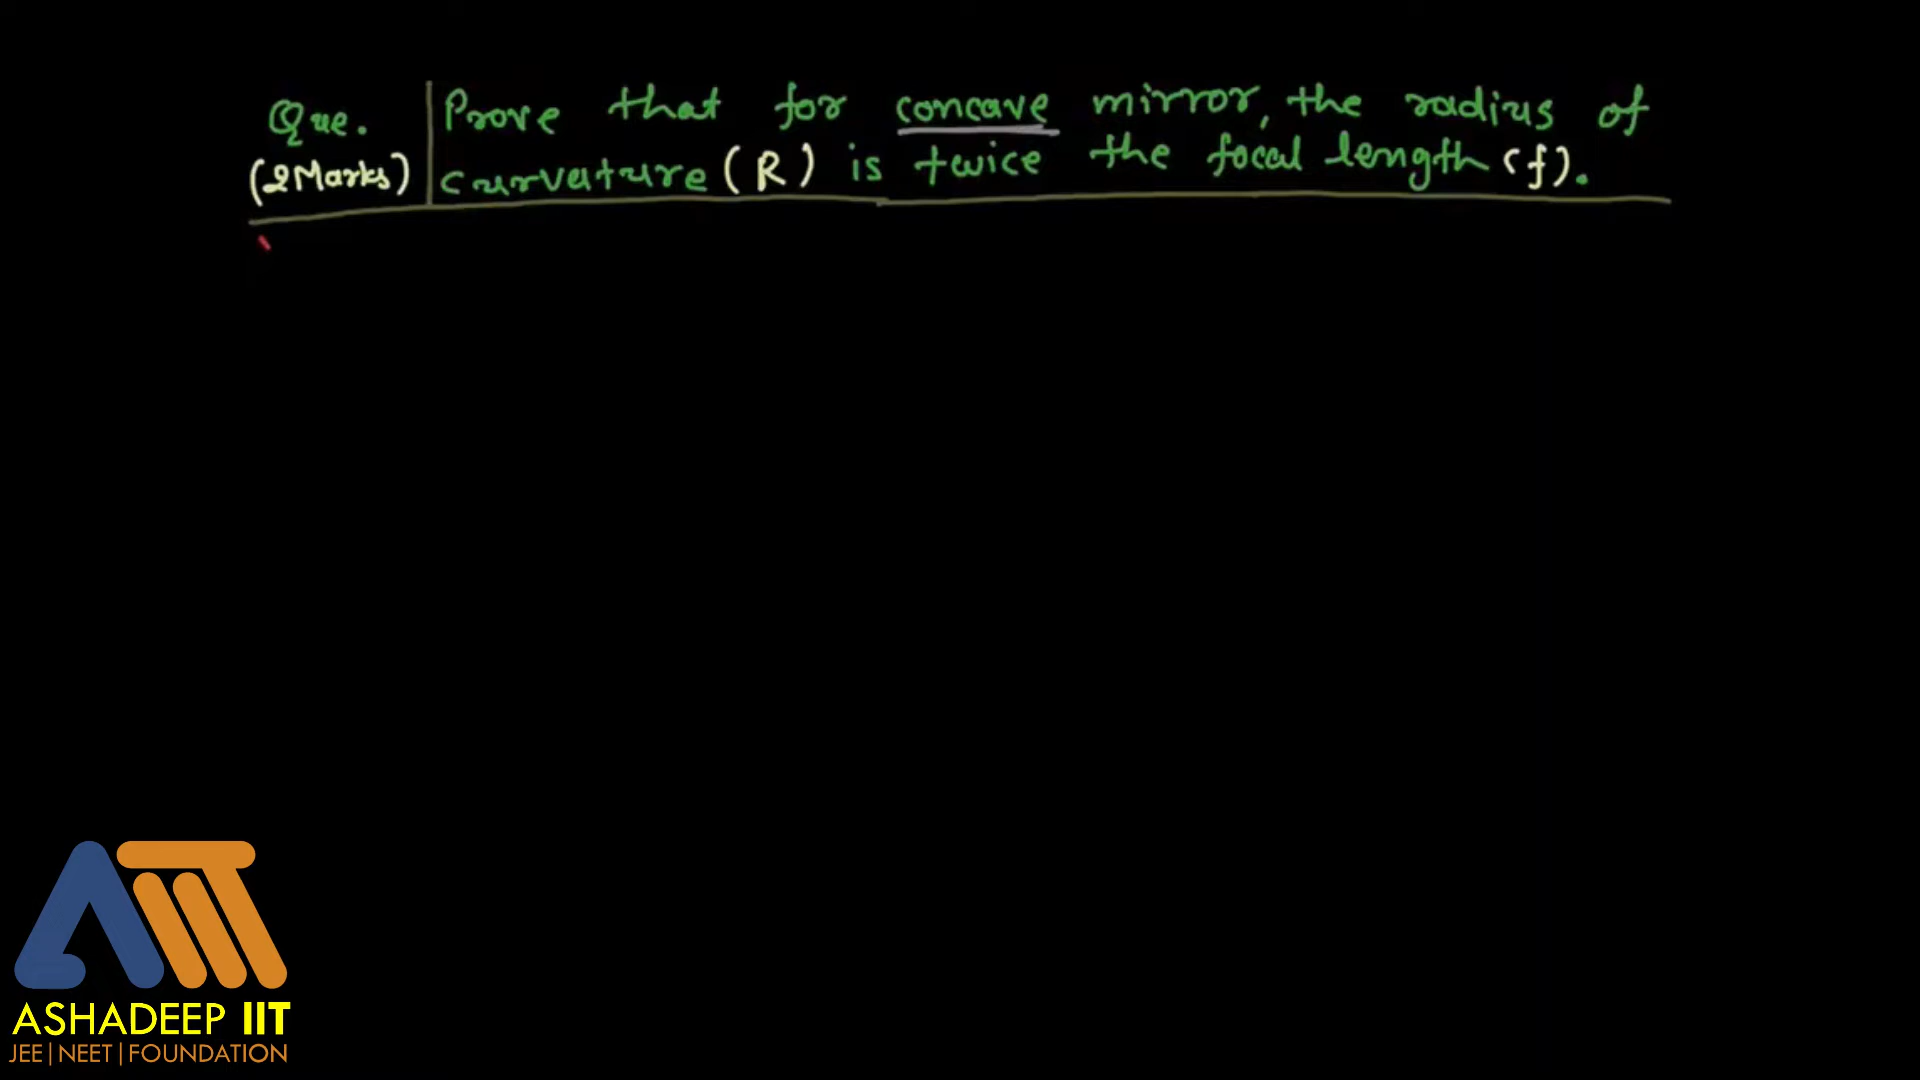 Que. Prove that for concave mirror, the radius of
(2Marks) curvature (R) is twice the focal length (f).
ASHADEEP IIT
JEE|NEET|FOUNDATION